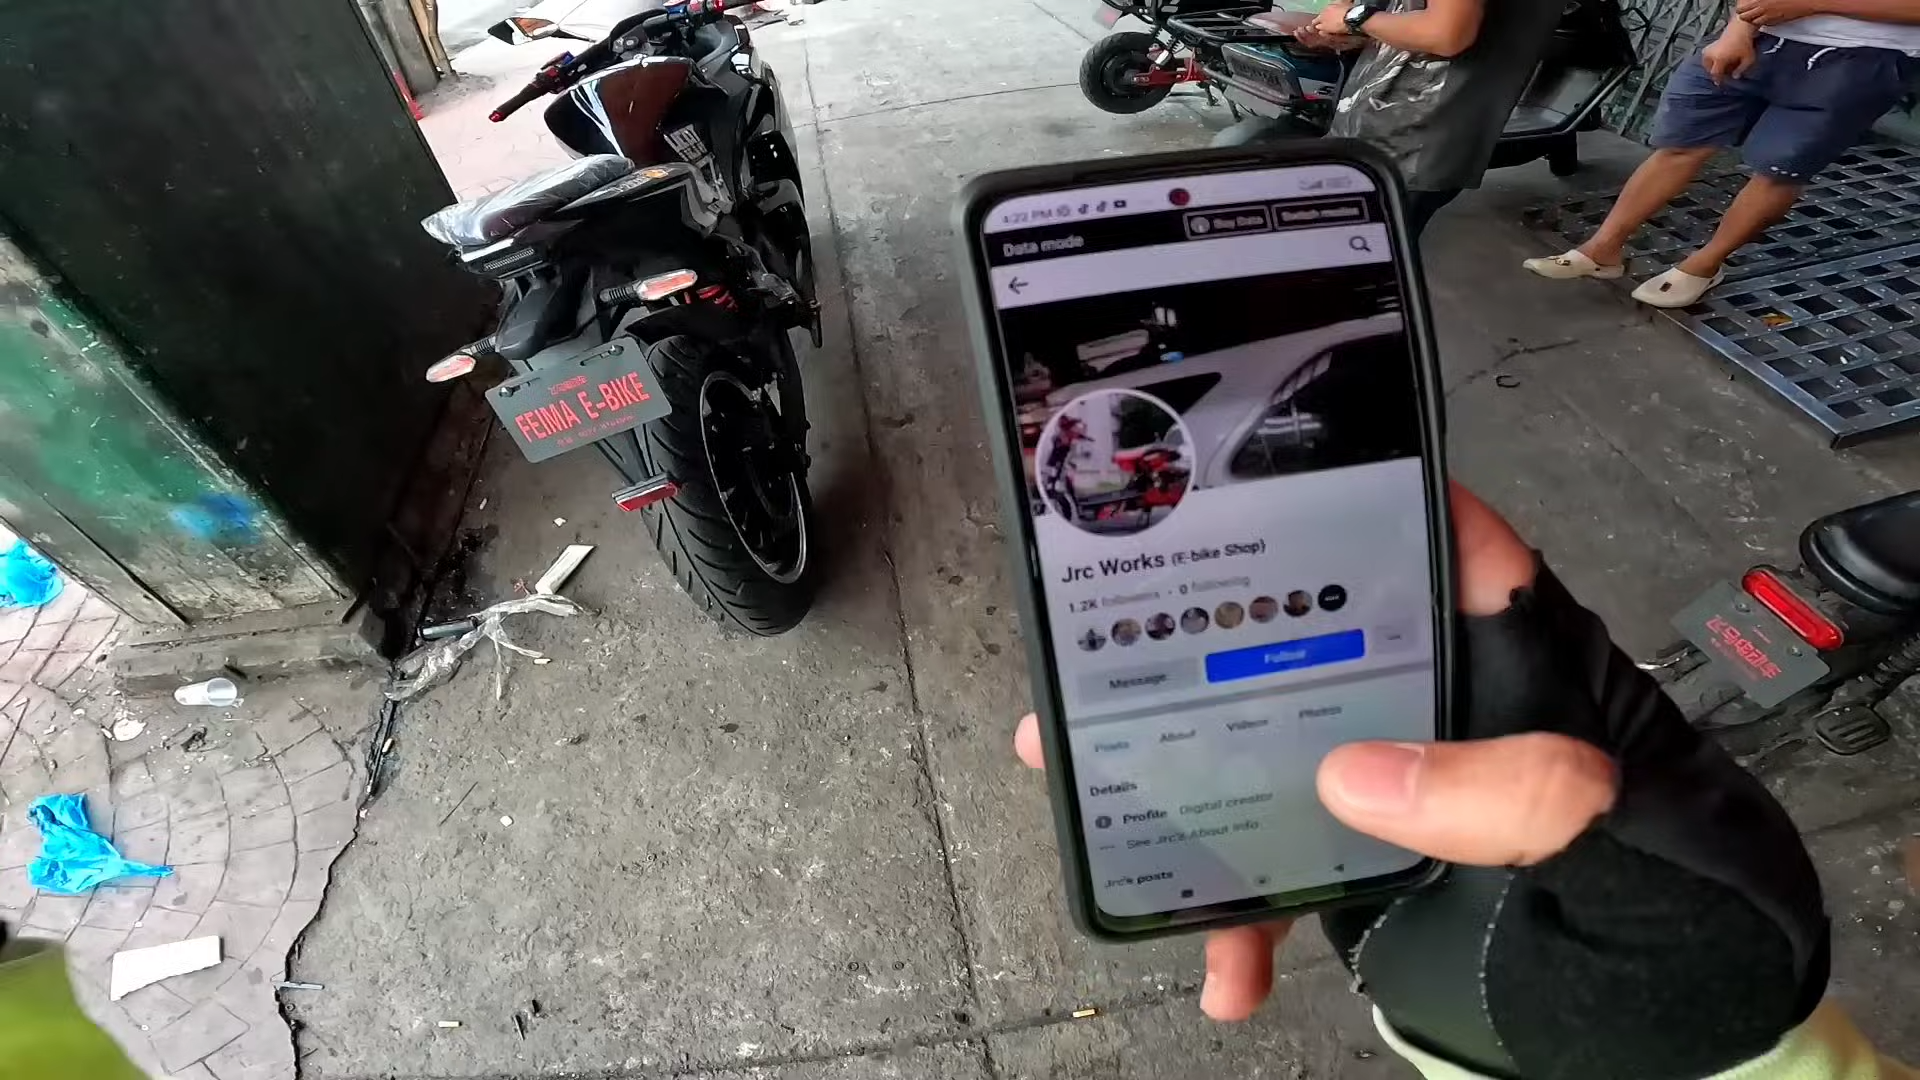 FEIMA E-BIKE
4:22 PM
Data mode
Buy Data
Switch modes
Jrc Works (E-bike Shop)
1.2K followers • 0 following
Message
Follow
Posts
About
Videos
Photos
Details
Profile Digital creator
See Jrc's About Info
Jrc's posts